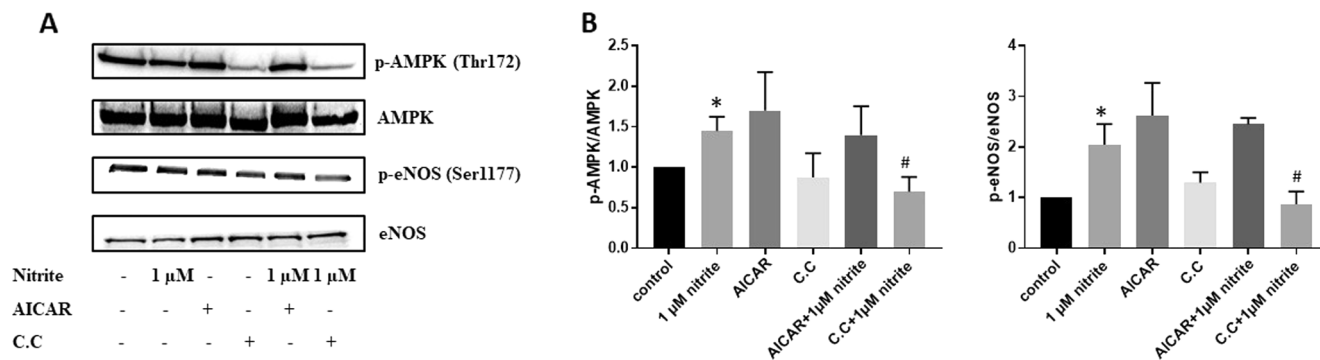 A
p-AMPK (Thr172)
AMPK
p-eNOS (Ser1177)
eNOS
Nitrite - 1 µM - - 1 µM 1 µM
AICAR - - + - + -
C.C - - - + - +
B
p-AMPK/AMPK
2.5
2.0
1.5
1.0
0.5
0.0
*
#
control
1 µM nitrite
AICAR
C.C
AICAR+1µM nitrite
C.C+1µM nitrite
p-eNOS/eNOS
4
3
2
1
0
*
#
control
1 µM nitrite
AICAR
C.C
AICAR+1µM nitrite
C.C+1µM nitrite